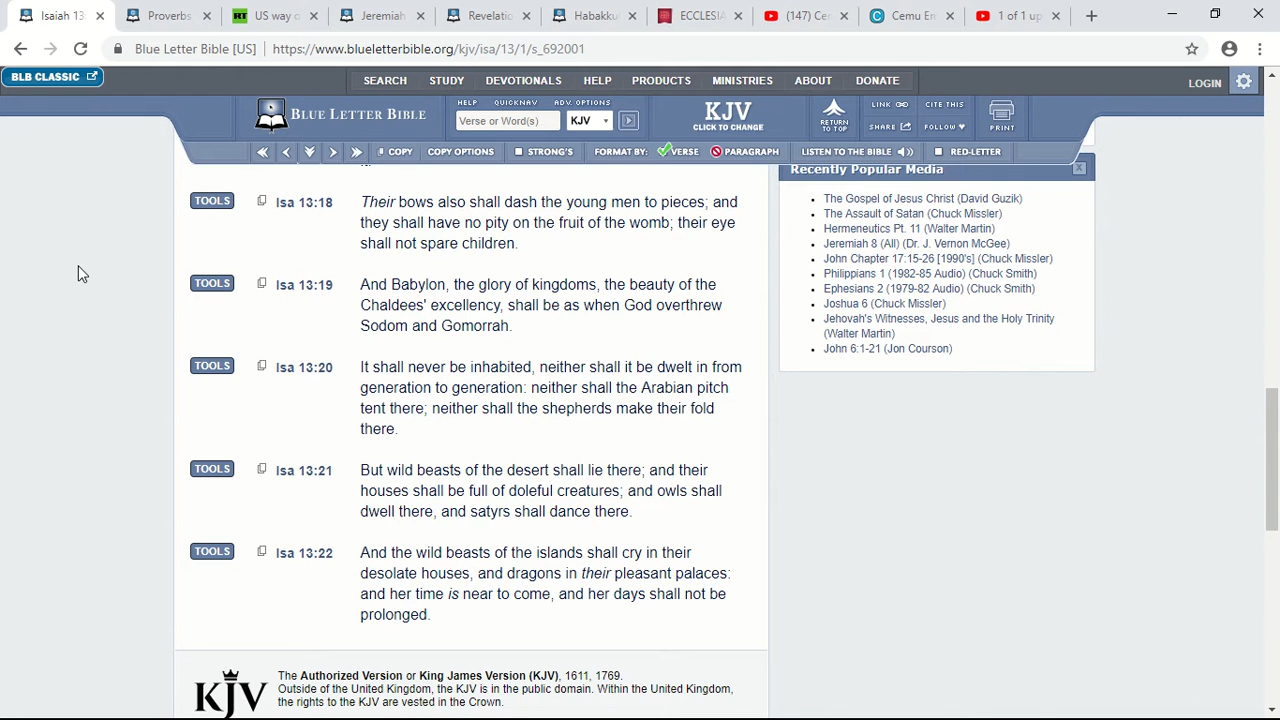 Isaiah 13: Proverbs US way o Jeremia Revelati Habakku ECCLESIA (147) Cer Cemu En 1 of 1 up
Blue Letter Bible [US] https://www.blueletterbible.org/kjv/isa/13/1/s_692001
BLB CLASSIC SEARCH STUDY DEVOTIONALS HELP PRODUCTS MINISTRIES ABOUT DONATE LOGIN
BLUE LETTER BIBLE HELP QUICKNAV ADV. OPTIONS
Verse or Word(s) KJV
KJV
CLICK TO CHANGE
RETURN TO TOP
LINK CITE THIS
SHARE FOLLOW PRINT
COPY COPY OPTIONS STRONG'S FORMAT BY: VERSE PARAGRAPH LISTEN TO THE BIBLE RED-LETTER
TOOLS Isa 13:18 Their bows also shall dash the young men to pieces; and
they shall have no pity on the fruit of the womb; their eye
shall not spare children.
TOOLS Isa 13:19 And Babylon, the glory of kingdoms, the beauty of the
Chaldees' excellency, shall be as when God overthrew
Sodom and Gomorrah.
TOOLS Isa 13:20 It shall never be inhabited, neither shall it be dwelt in from
generation to generation: neither shall the Arabian pitch
tent there; neither shall the shepherds make their fold
there.
TOOLS Isa 13:21 But wild beasts of the desert shall lie there; and their
houses shall be full of doleful creatures; and owls shall
dwell there, and satyrs shall dance there.
TOOLS Isa 13:22 And the wild beasts of the islands shall cry in their
desolate houses, and dragons in their pleasant palaces:
and her time is near to come, and her days shall not be
prolonged.
KJV
The Authorized Version or King James Version (KJV), 1611, 1769.
Outside of the United Kingdom, the KJV is in the public domain. Within the United Kingdom,
the rights to the KJV are vested in the Crown.
Recently Popular Media
The Gospel of Jesus Christ (David Guzik)
The Assault of Satan (Chuck Missler)
Hermeneutics Pt. 11 (Walter Martin)
Jeremiah 8 (All) (Dr. J. Vernon McGee)
John Chapter 17:15-26 [1990's] (Chuck Missler)
Philippians 1 (1982-85 Audio) (Chuck Smith)
Ephesians 2 (1979-82 Audio) (Chuck Smith)
Joshua 6 (Chuck Missler)
Jehovah's Witnesses, Jesus and the Holy Trinity
(Walter Martin)
John 6:1-21 (Jon Courson)